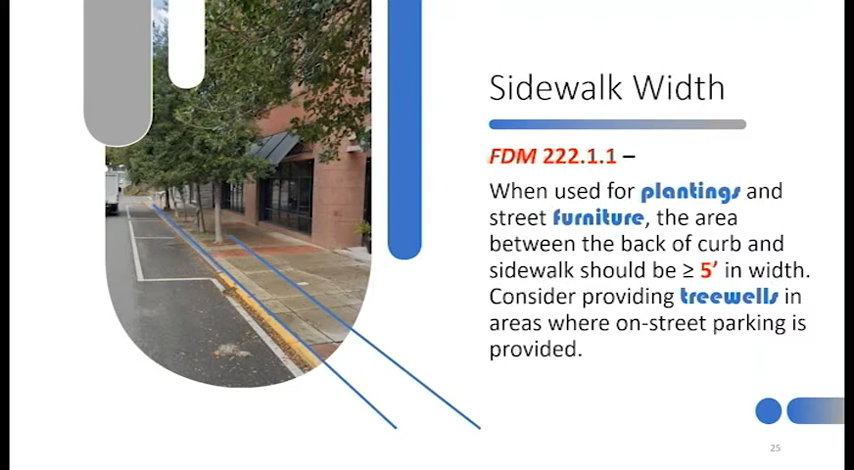 Sidewalk Width
FDM 222.1.1 –
When used for plantings and
street furniture, the area
between the back of curb and
sidewalk should be ≥ 5' in width.
Consider providing treewells in
areas where on-street parking is
provided.
25